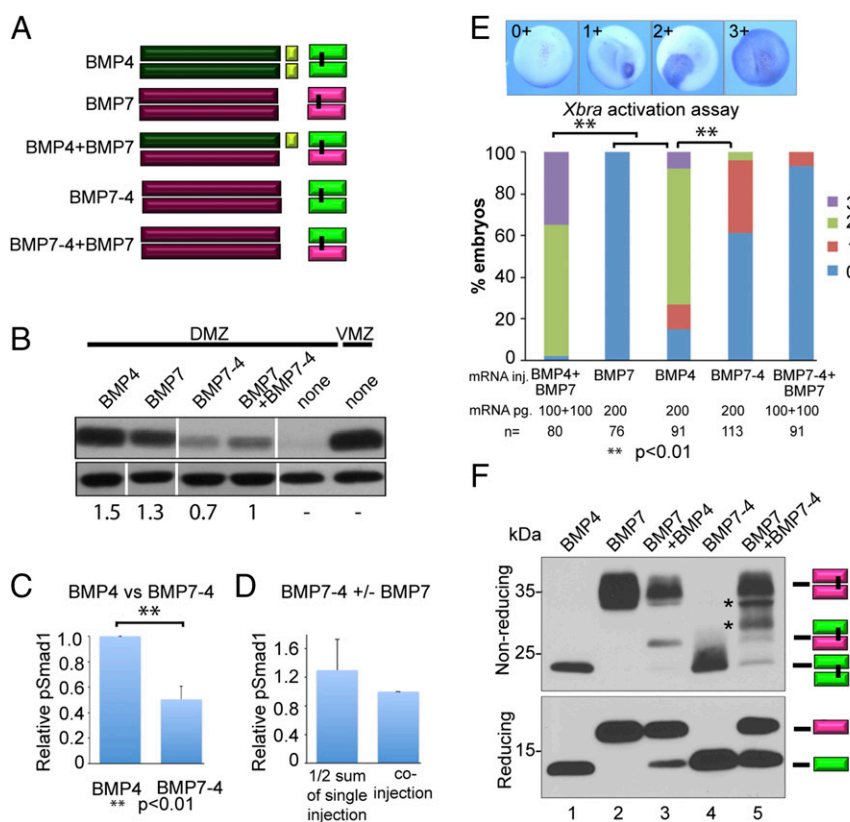 A
BMP4
BMP7
BMP4+BMP7
BMP7-4
BMP7-4+BMP7
B
DMZ
VMZ
BMP4
BMP7
BMP7-4
BMP7
+BMP7-4
none
none
1.5
1.3
0.7
1
-
-
C
BMP4 vs BMP7-4
**
Relative pSmad1
1.0
0.8
0.6
0.4
BMP4
BMP7-4
** p<0.01
D
BMP7-4 +/- BMP7
Relative pSmad1
1.6
1.2
0.8
0.4
1/2 sum
of single
injection
co-
injection
E
0+
1+
2+
3+
Xbra activation assay
**
**
% embryos
100
80
60
40
20
0
mRNA inj.
BMP4+
BMP7
BMP7
BMP4
BMP7-4
BMP7-4+
BMP7
mRNA pg.
100+100
200
200
200
100+100
n=
80
76
91
113
91
** p<0.01
F
kDa
BMP4
BMP7
BMP7
+BMP4
BMP7-4
BMP7
+BMP7-4
Non-reducing
35-
25-
*
*
Reducing
15-
1 2 3 4 5